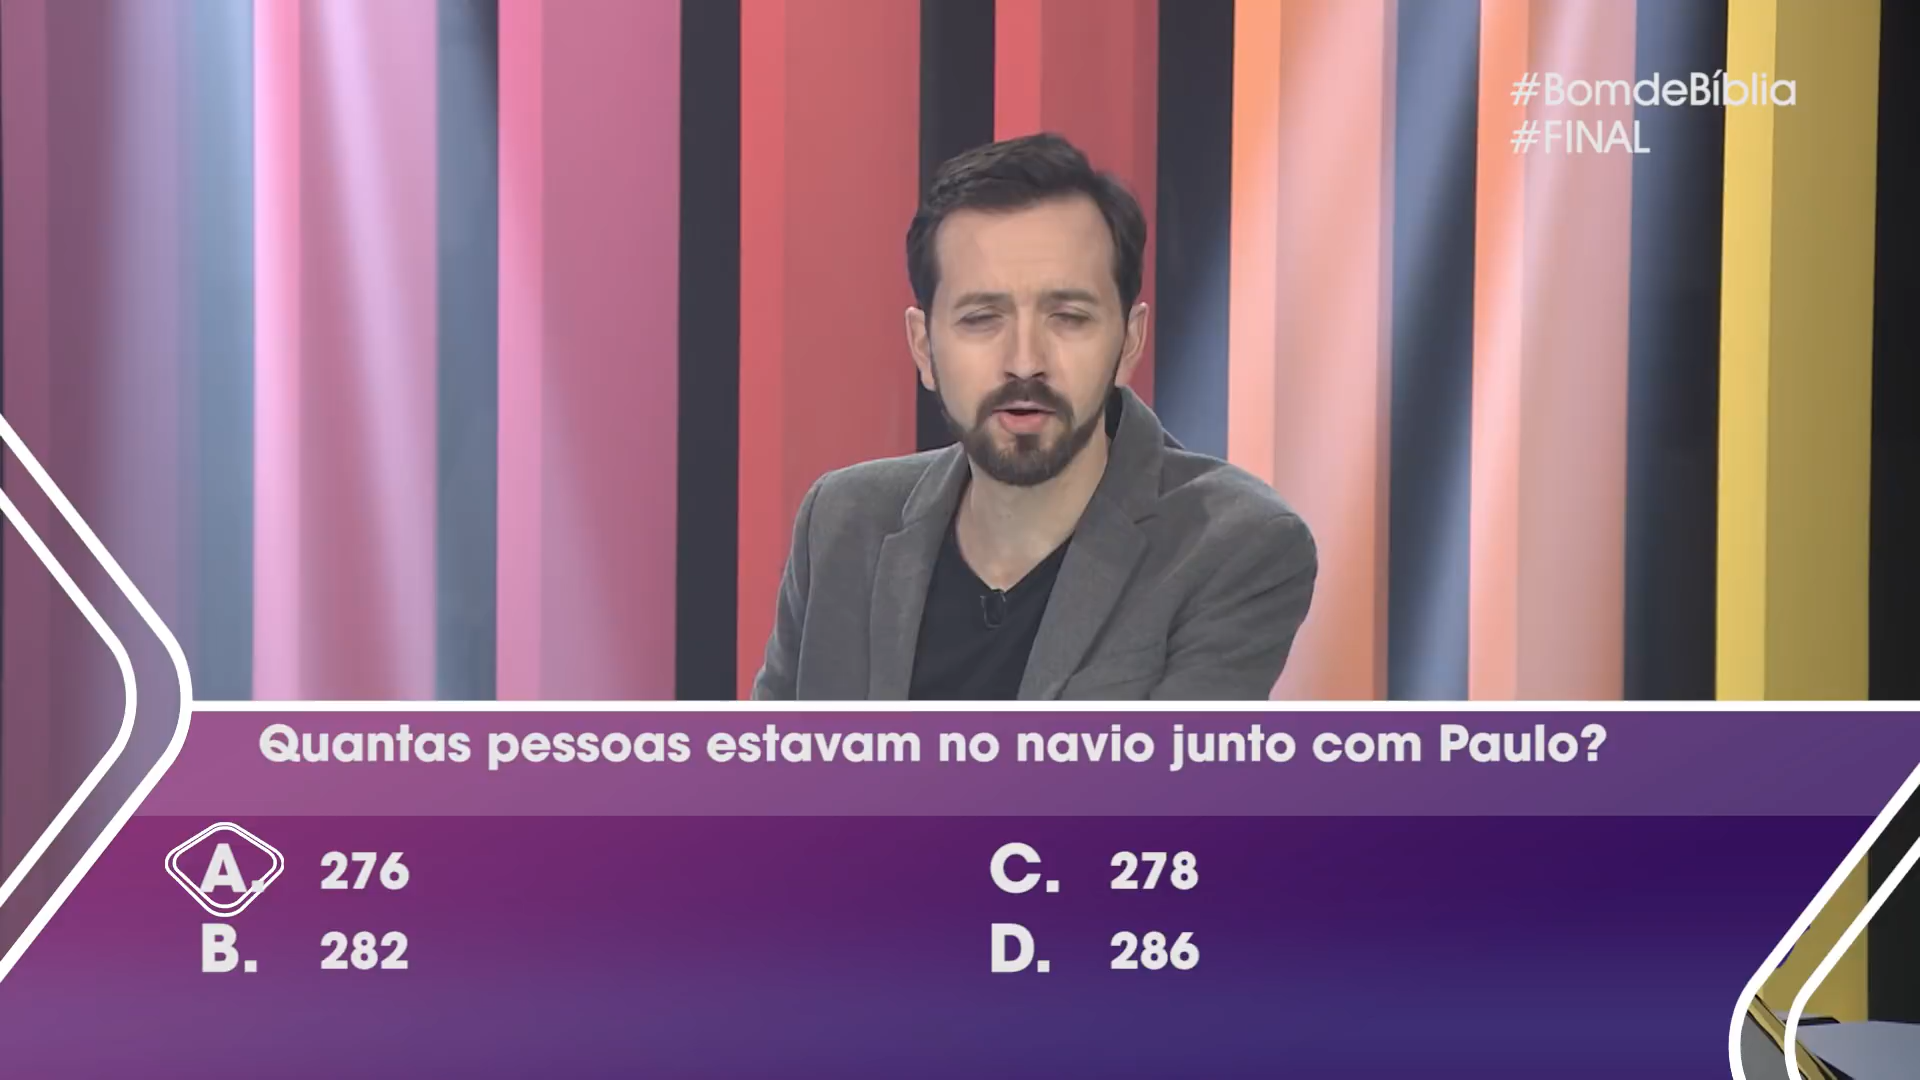 #BomdeBíblia
#FINAL
Quantas pessoas estavam no navio junto com Paulo?
A. 276
C. 278
B. 282
D. 286